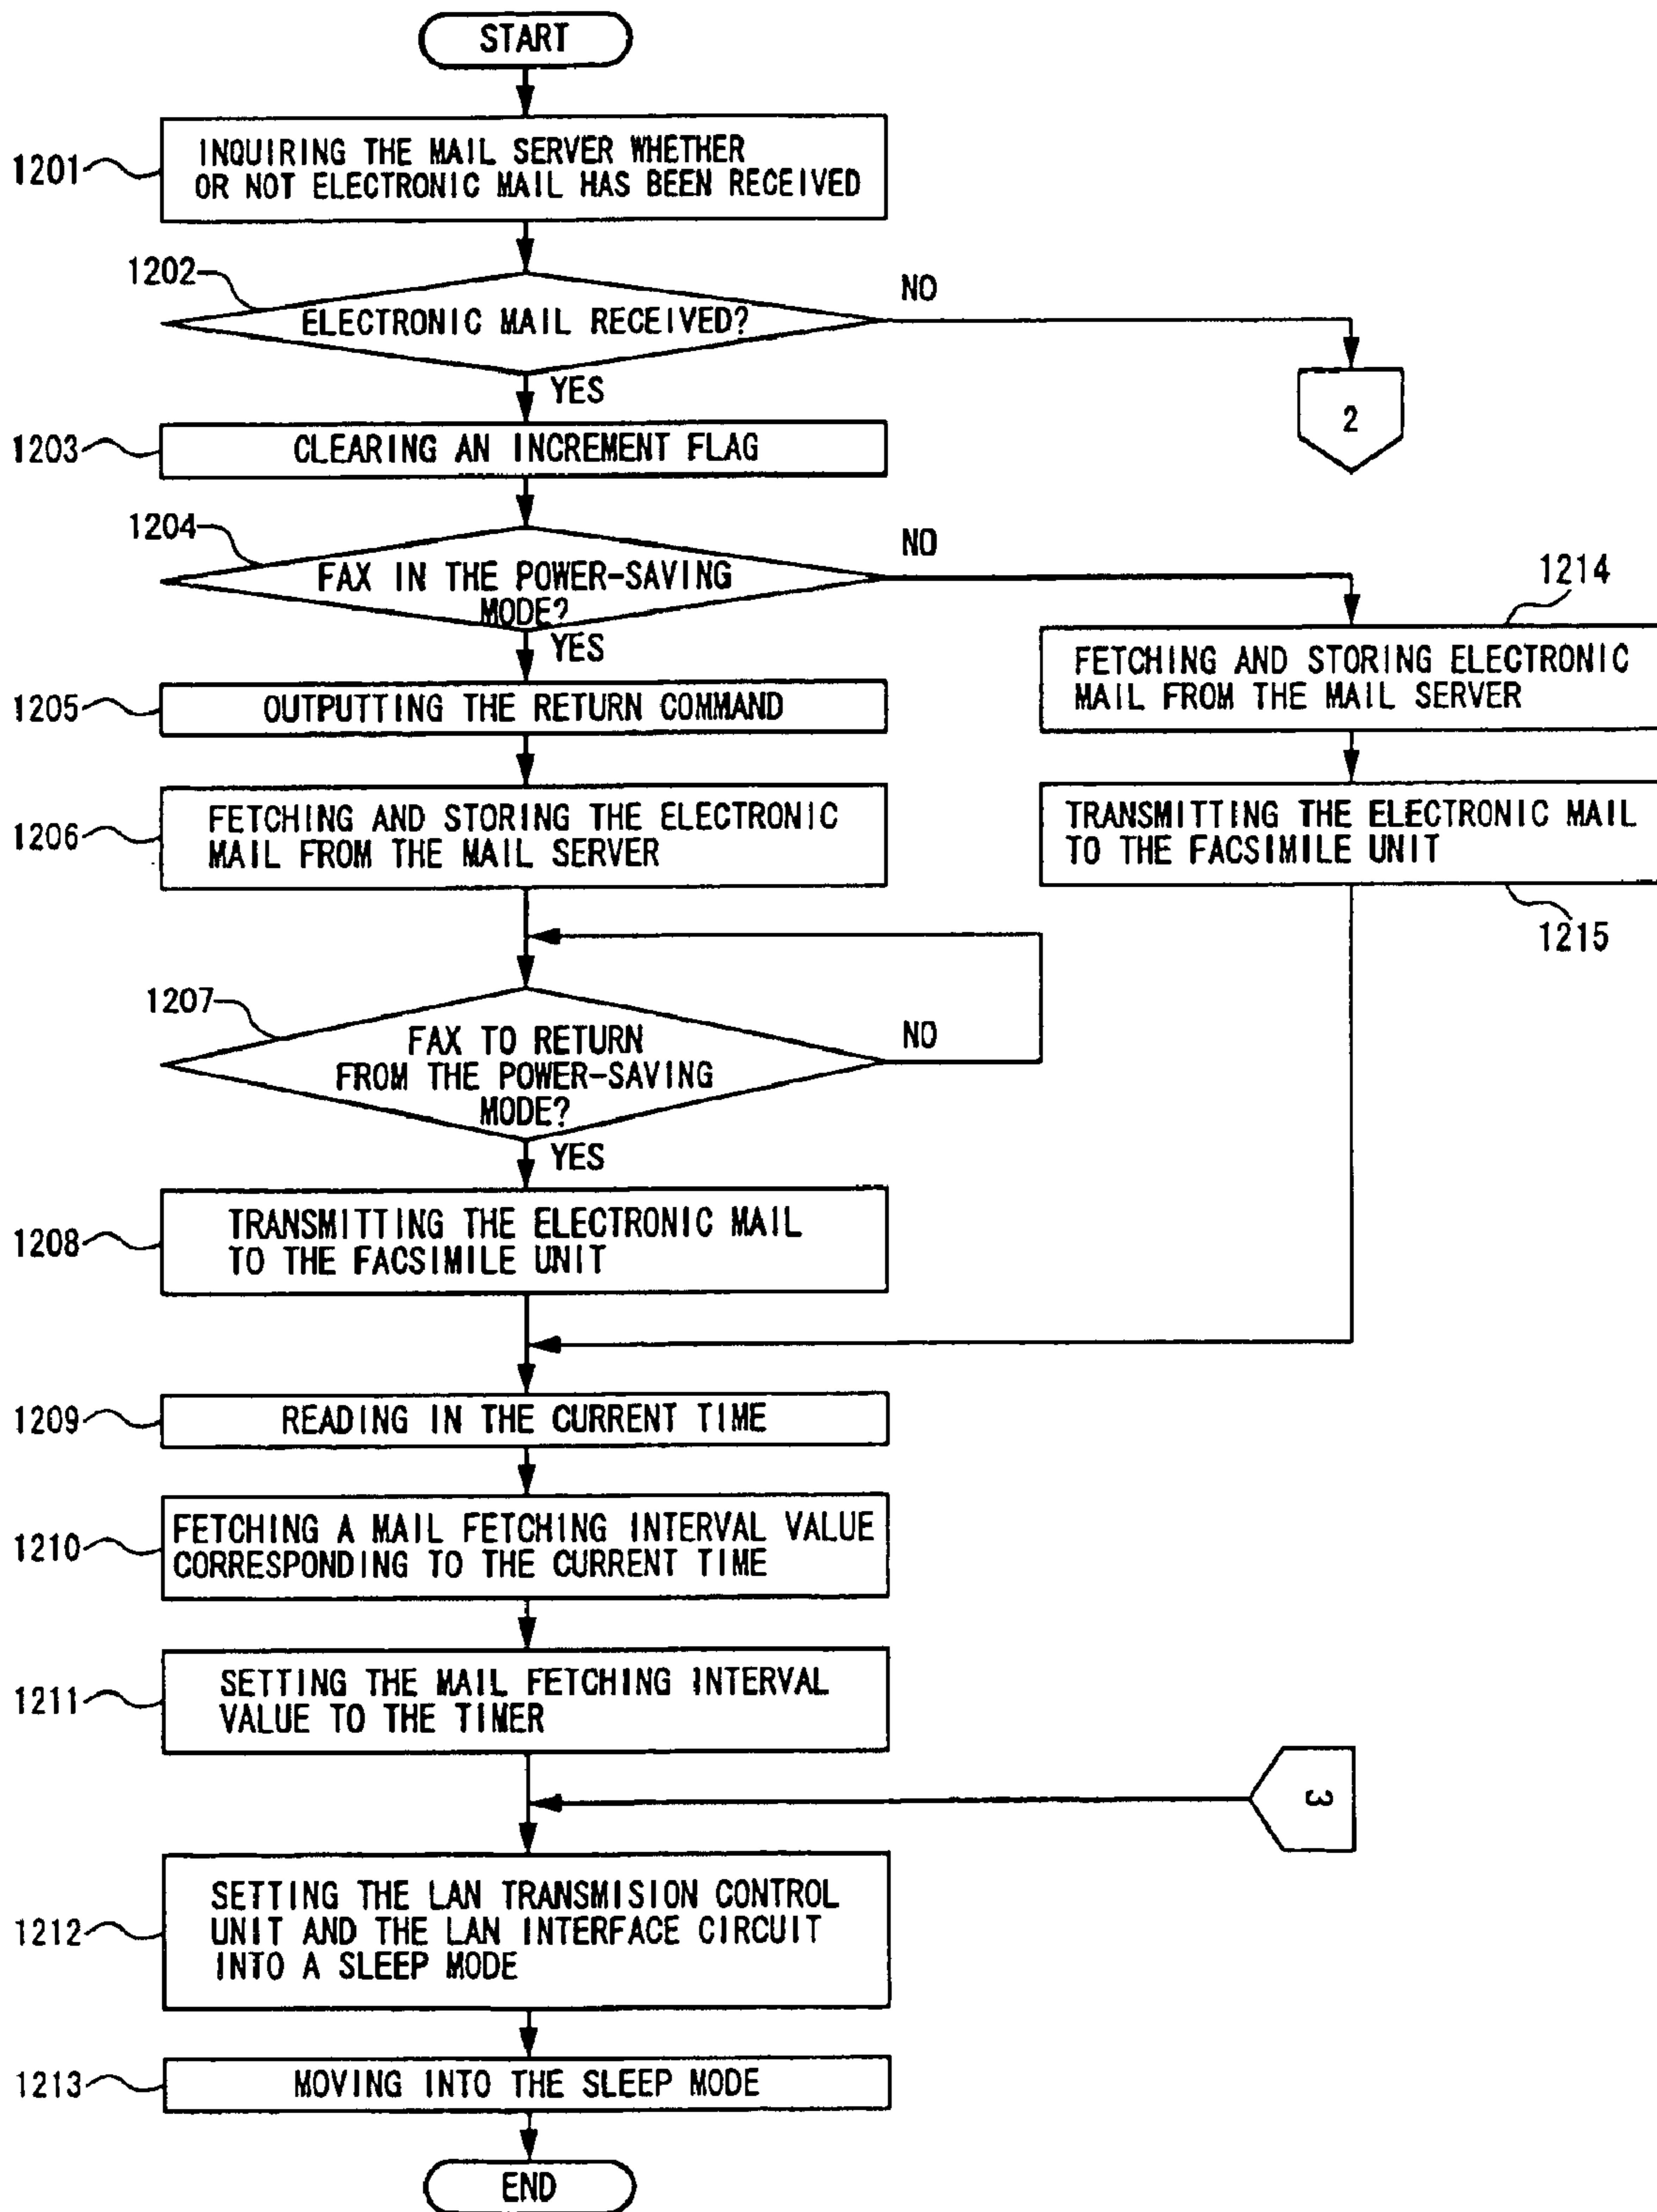 START
1201
INQUIRING THE MAIL SERVER WHETHER
OR NOT ELECTRONIC MAIL HAS BEEN RECEIVED
1202
ELECTRONIC MAIL RECEIVED?
NO
YES
2
1203
CLEARING AN INCREMENT FLAG
1204
FAX IN THE POWER-SAVING
MODE?
NO
YES
1214
FETCHING AND STORING ELECTRONIC
MAIL FROM THE MAIL SERVER
1205
OUTPUTTING THE RETURN COMMAND
1206
FETCHING AND STORING THE ELECTRONIC
MAIL FROM THE MAIL SERVER
TRANSMITTING THE ELECTRONIC MAIL
TO THE FACSIMILE UNIT
1215
1207
FAX TO RETURN
FROM THE POWER-SAVING
MODE?
NO
YES
1208
TRANSMITTING THE ELECTRONIC MAIL
TO THE FACSIMILE UNIT
1209
READING IN THE CURRENT TIME
1210
FETCHING A MAIL FETCHING INTERVAL VALUE
CORRESPONDING TO THE CURRENT TIME
1211
SETTING THE MAIL FETCHING INTERVAL
VALUE TO THE TIMER
3
1212
SETTING THE LAN TRANSMISION CONTROL
UNIT AND THE LAN INTERFACE CIRCUIT
INTO A SLEEP MODE
1213
MOVING INTO THE SLEEP MODE
END